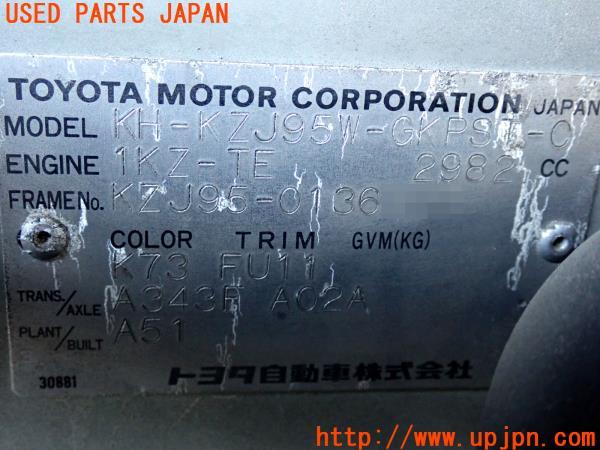 USED PARTS JAPAN
TOYOTA MOTOR CORPORATION JAPAN
MODEL KH-KZJ95W-GKPS -C
ENGINE 1KZ-TE 2982 CC
FRAME No. KZJ95-0136
COLOR TRIM GVM(KG)
K73 FU11
TRANS./AXLE A343F A02A
PLANT/BUILT A51
30881
トヨタ自動車株式会社
http://www.upjpn.com